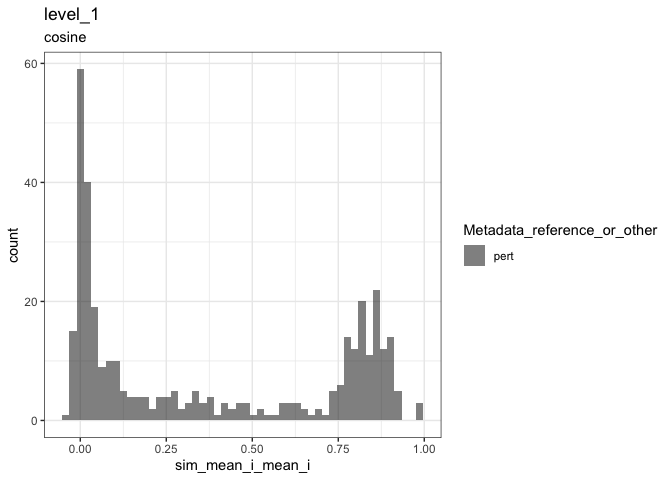 level_1
cosine
60
40
20
0
count
0.00 0.25 0.50 0.75 1.00
sim_mean_i_mean_i
Metadata_reference_or_other
pert